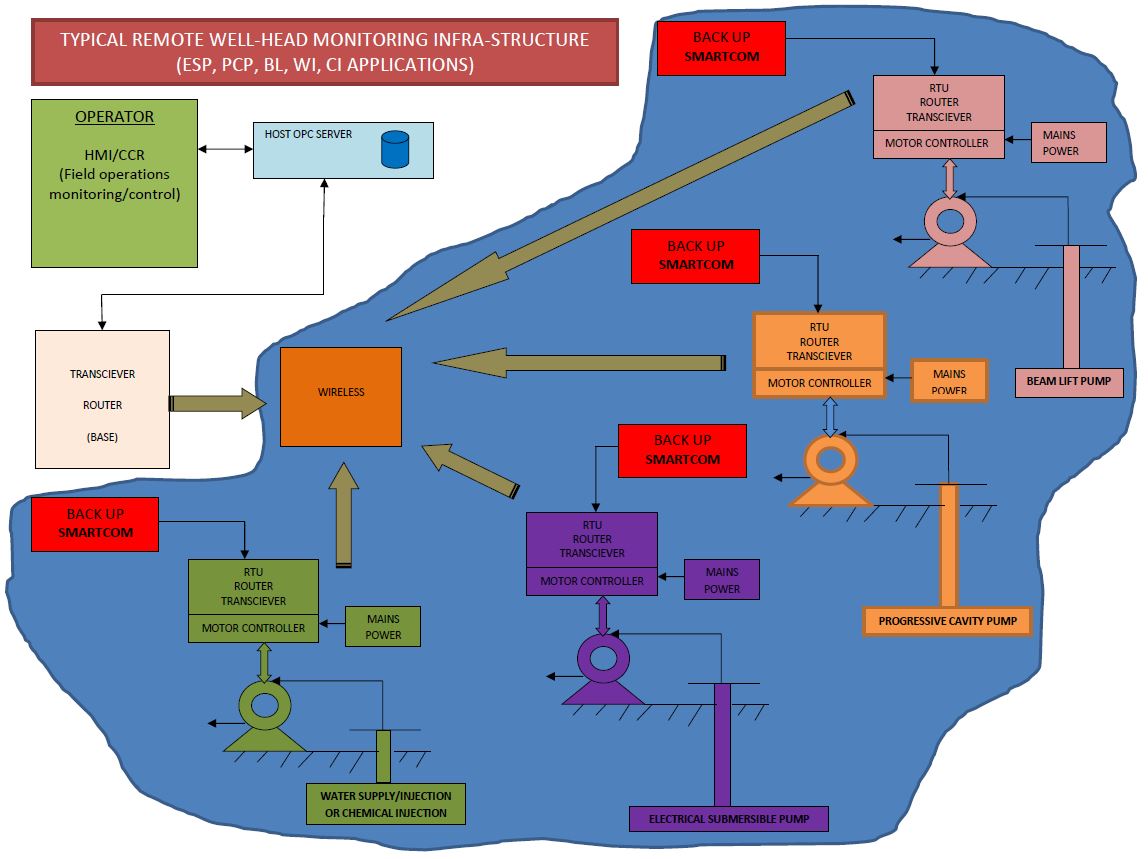 TYPICAL REMOTE WELL-HEAD MONITORING INFRA-STRUCTURE
(ESP, PCP, BL, WI, CI APPLICATIONS)
BACK UP
SMARTCOM
RTU
ROUTER
TRANSCIEVER
MOTOR CONTROLLER
MAINS
POWER
BEAM LIFT PUMP
OPERATOR
HMI/CCR
(Field operations
monitoring/control)
HOST OPC SERVER
BACK UP
SMARTCOM
RTU
ROUTER
TRANSCIEVER
MOTOR CONTROLLER
MAINS
POWER
PROGRESSIVE CAVITY PUMP
TRANSCIEVER
ROUTER
(BASE)
WIRELESS
BACK UP
SMARTCOM
RTU
ROUTER
TRANSCIEVER
MOTOR CONTROLLER
MAINS
POWER
ELECTRICAL SUBMERSIBLE PUMP
BACK UP
SMARTCOM
RTU
ROUTER
TRANSCIEVER
MOTOR CONTROLLER
MAINS
POWER
WATER SUPPLY/INJECTION
OR CHEMICAL INJECTION